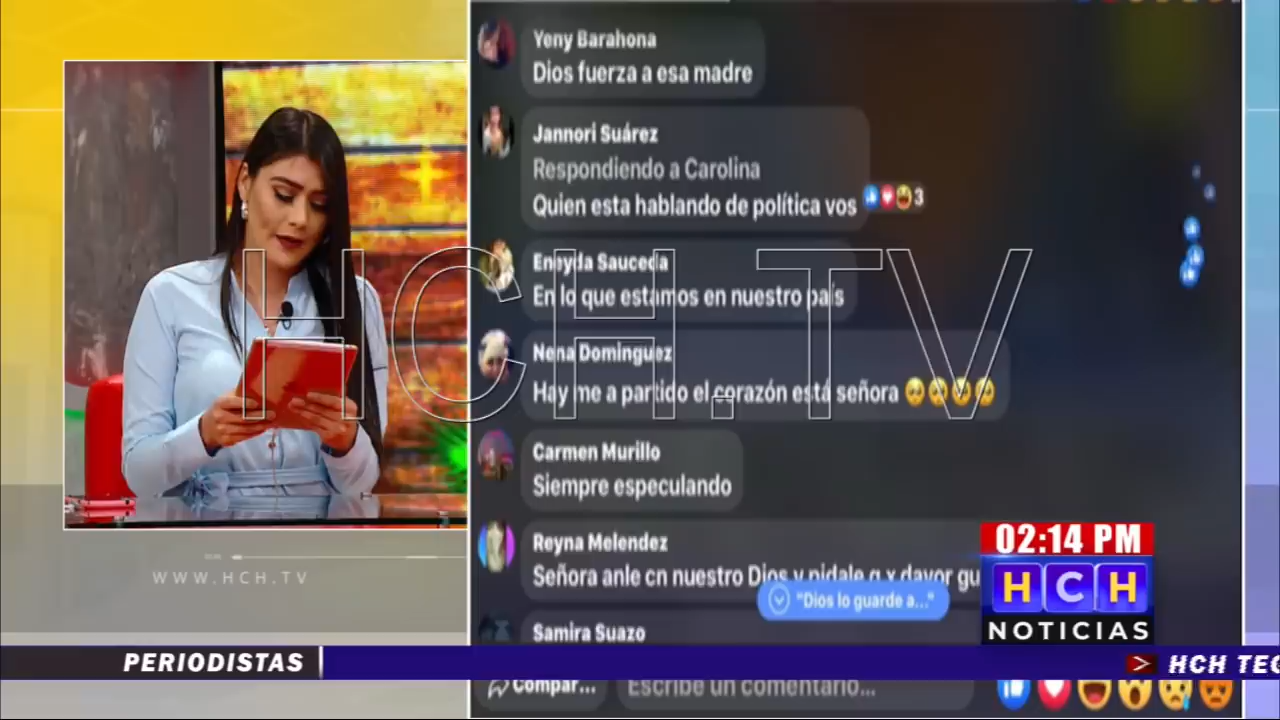 Yeny Barahona
Dios fuerza a esa madre
Jannori Suárez
Respondiendo a Carolina
Quien esta hablando de política vos
3
Eneyda Sauceda
En lo que estamos en nuestro país
Nena Dominguez
Hay me a partido el corazón está señora
HCH.TV
Carmen Murillo
Siempre especulando
Reyna Melendez
Señora anle cn nuestro Dios y pidale q x davor gu
"Dios lo guarde a..."
Samira Suazo
Compar...
Escribe un comentario...
WWW.HCH.TV
02:14 PM
HCH
NOTICIAS
PERIODISTAS
> HCH TEC